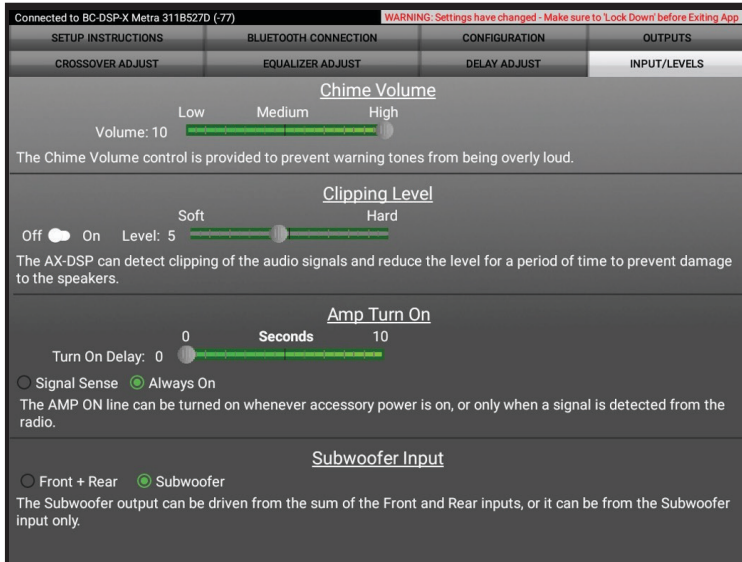 Connected to BC-DSP-X Metra 311B527D (-77) WARNING: Settings have changed - Make sure to 'Lock Down' before Exiting App
SETUP INSTRUCTIONS BLUETOOTH CONNECTION CONFIGURATION OUTPUTS
CROSSOVER ADJUST EQUALIZER ADJUST DELAY ADJUST INPUT/LEVELS
Chime Volume
Low Medium High
Volume: 10
The Chime Volume control is provided to prevent warning tones from being overly loud.
Clipping Level
Soft Hard
Off On Level: 5
The AX-DSP can detect clipping of the audio signals and reduce the level for a period of time to prevent damage
to the speakers.
Amp Turn On
0 Seconds 10
Turn On Delay: 0
Signal Sense Always On
The AMP ON line can be turned on whenever accessory power is on, or only when a signal is detected from the
radio.
Subwoofer Input
Front + Rear Subwoofer
The Subwoofer output can be driven from the sum of the Front and Rear inputs, or it can be from the Subwoofer
input only.